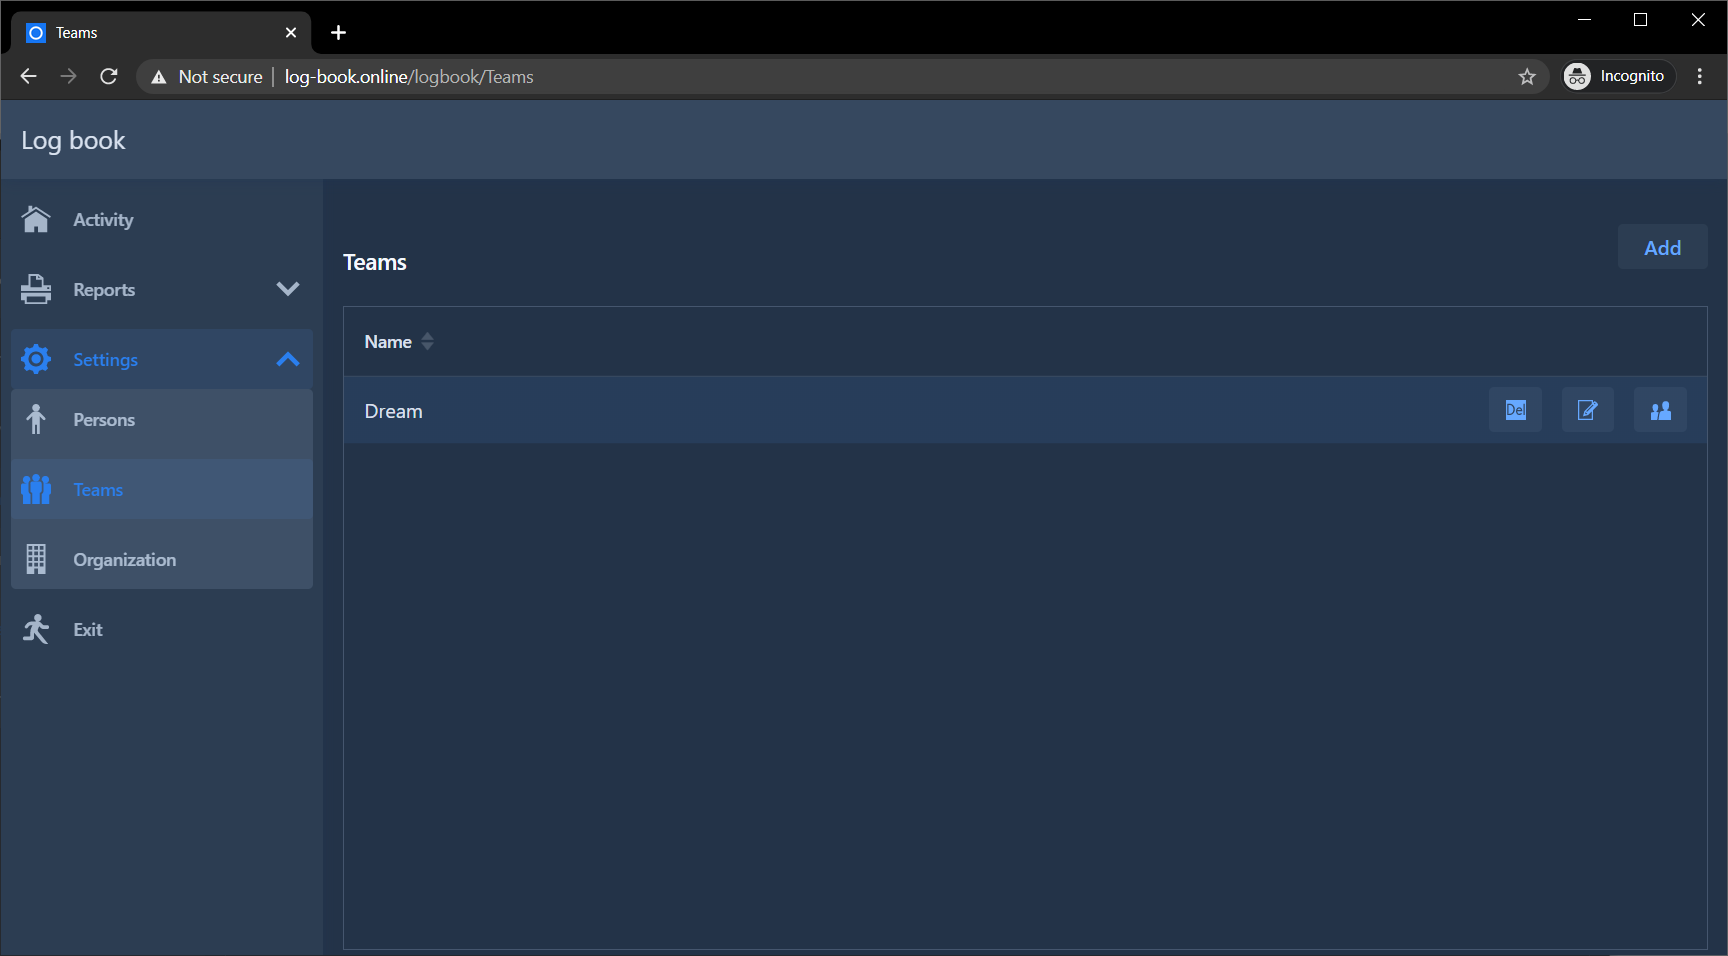 Teams
Not secure
log-book.online/logbook/Teams
Incognito
Log book
Activity
Reports
Settings
Persons
Teams
Organization
Exit
Teams
Add
Name
Dream
Del